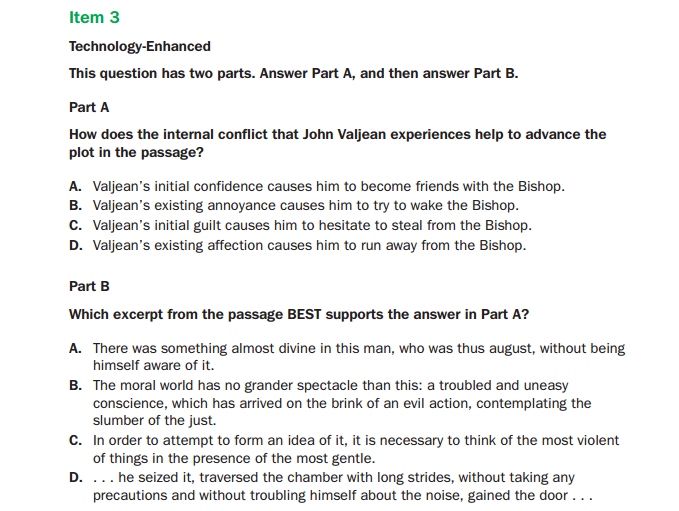 Item 3
Technology-Enhanced
This question has two parts. Answer Part A, and then answer Part B.
Part A
How does the internal conflict that John Valjean experiences help to advance the
plot in the passage?
A. Valjean's initial confidence causes him to become friends with the Bishop.
B. Valjean's existing annoyance causes him to try to wake the Bishop.
C. Valjean's initial guilt causes him to hesitate to steal from the Bishop.
D. Valjean's existing affection causes him to run away from the Bishop.
Part B
Which excerpt from the passage BEST supports the answer in Part A?
A. There was something almost divine in this man, who was thus august, without being
himself aware of it.
B. The moral world has no grander spectacle than this: a troubled and uneasy
conscience, which has arrived on the brink of an evil action, contemplating the
slumber of the just.
C. In order to attempt to form an idea of it, it is necessary to think of the most violent
of things in the presence of the most gentle.
D. . . . he seized it, traversed the chamber with long strides, without taking any
precautions and without troubling himself about the noise, gained the door . . .